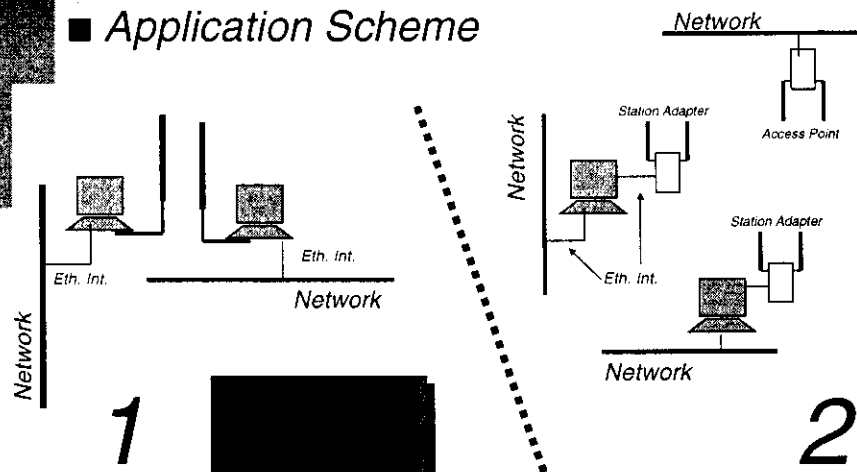 ■ Application Scheme
Eth. Int.
Eth. Int.
Network
Network
1
Network
Access Point
Station Adapter
Network
Station Adapter
Eth. Int.
Network
2